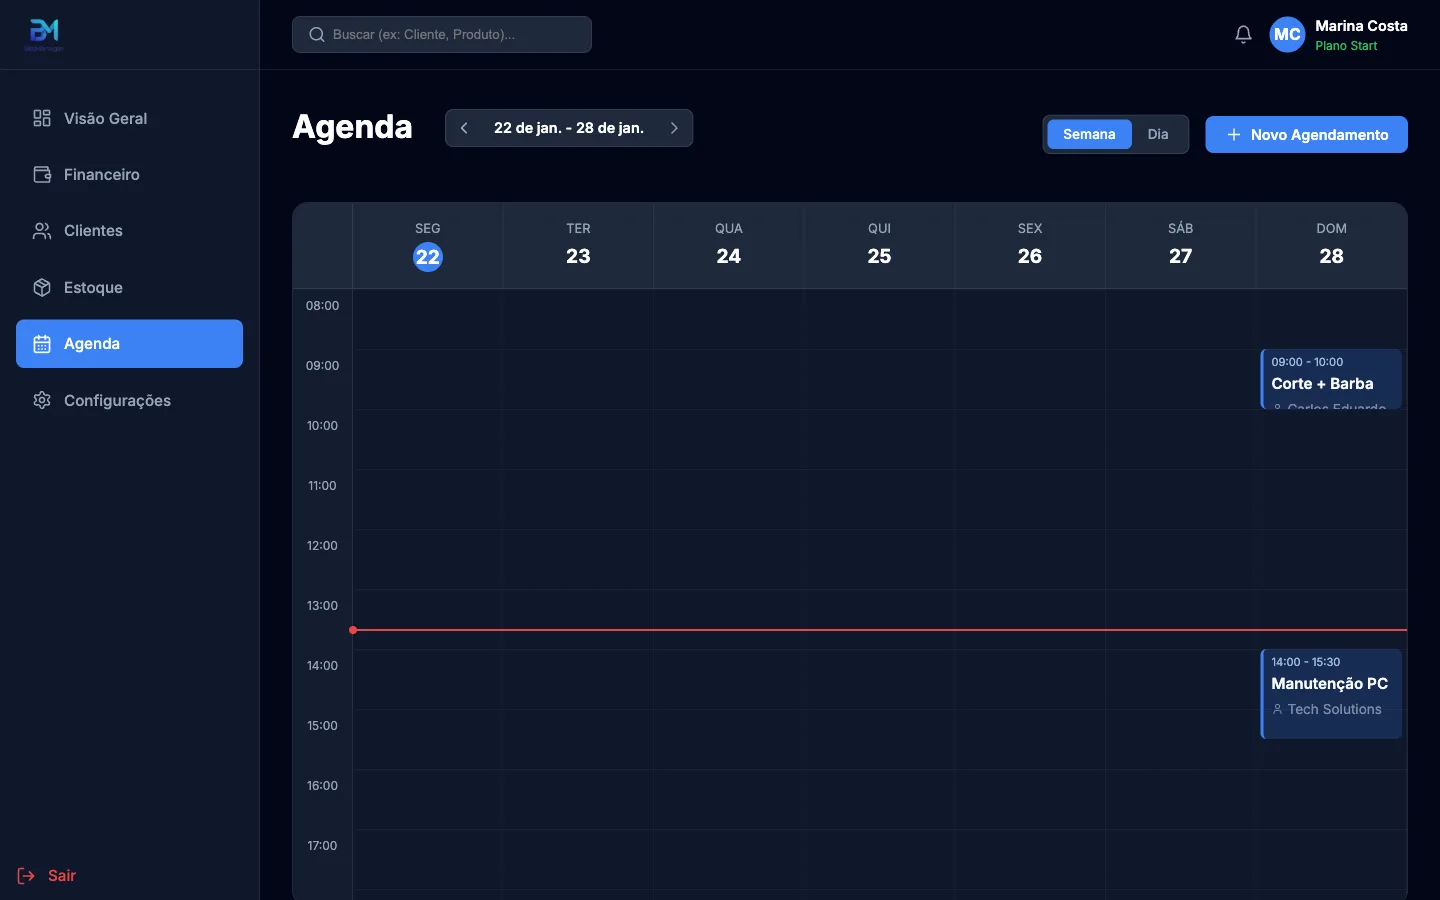 BM
Buscar (ex: Cliente, Produto)...
MC
Marina Costa
Plano Start
Visão Geral
Financeiro
Clientes
Estoque
Agenda
Configurações
Sair
Agenda
22 de jan. - 28 de jan.
Semana
Dia
Novo Agendamento
SEG
22
TER
23
QUA
24
QUI
25
SEX
26
SÁB
27
DOM
28
08:00
09:00
10:00
11:00
12:00
13:00
14:00
15:00
16:00
17:00
09:00 - 10:00
Corte + Barba
Carlos Eduardo
14:00 - 15:30
Manutenção PC
Tech Solutions